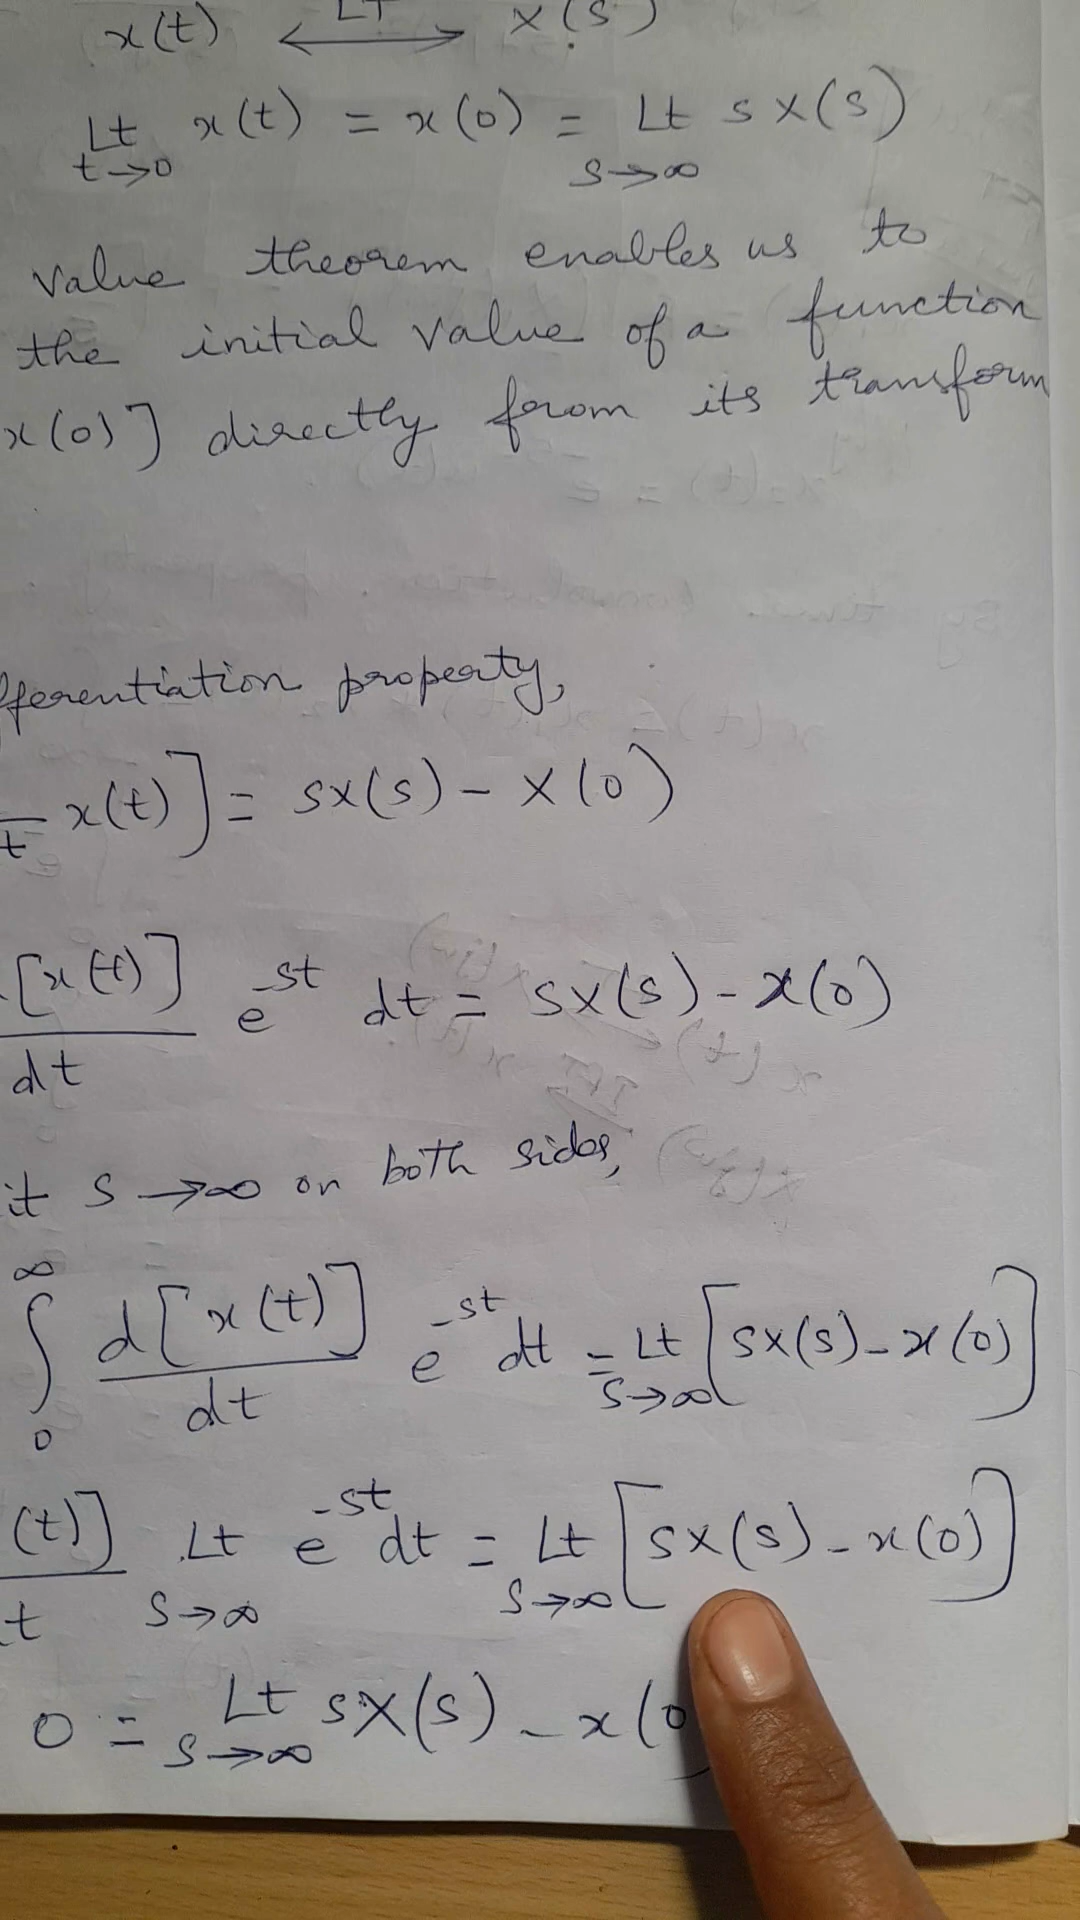 x(t) ⟷ LT X(s)
Lt t→0 x(t) = x(0) = Lt s→∞ sX(s)
value theorem enables us to
the initial value of a function
x(0)] directly from its transform
fferentiation property,
t x(t)] = sX(s) - X(0)
[x(t)] / dt e^-st dt = sX(s) - x(0)
it s→∞ on both sides,
∫ 0 ∞ d[x(t)] / dt e^-st dt = Lt s→∞ [sX(s) - x(0)]
(t)] / t Lt s→∞ e^-st dt = Lt s→∞ [sX(s) - x(0)]
0 = Lt s→∞ sX(s) - x(0